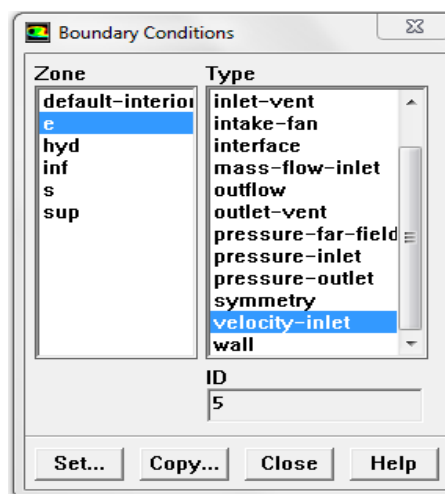 Boundary Conditions
Zone
default-interior
e
hyd
inf
s
sup
Type
inlet-vent
intake-fan
interface
mass-flow-inlet
outflow
outlet-vent
pressure-far-field
pressure-inlet
pressure-outlet
symmetry
velocity-inlet
wall
ID
5
Set... Copy... Close Help